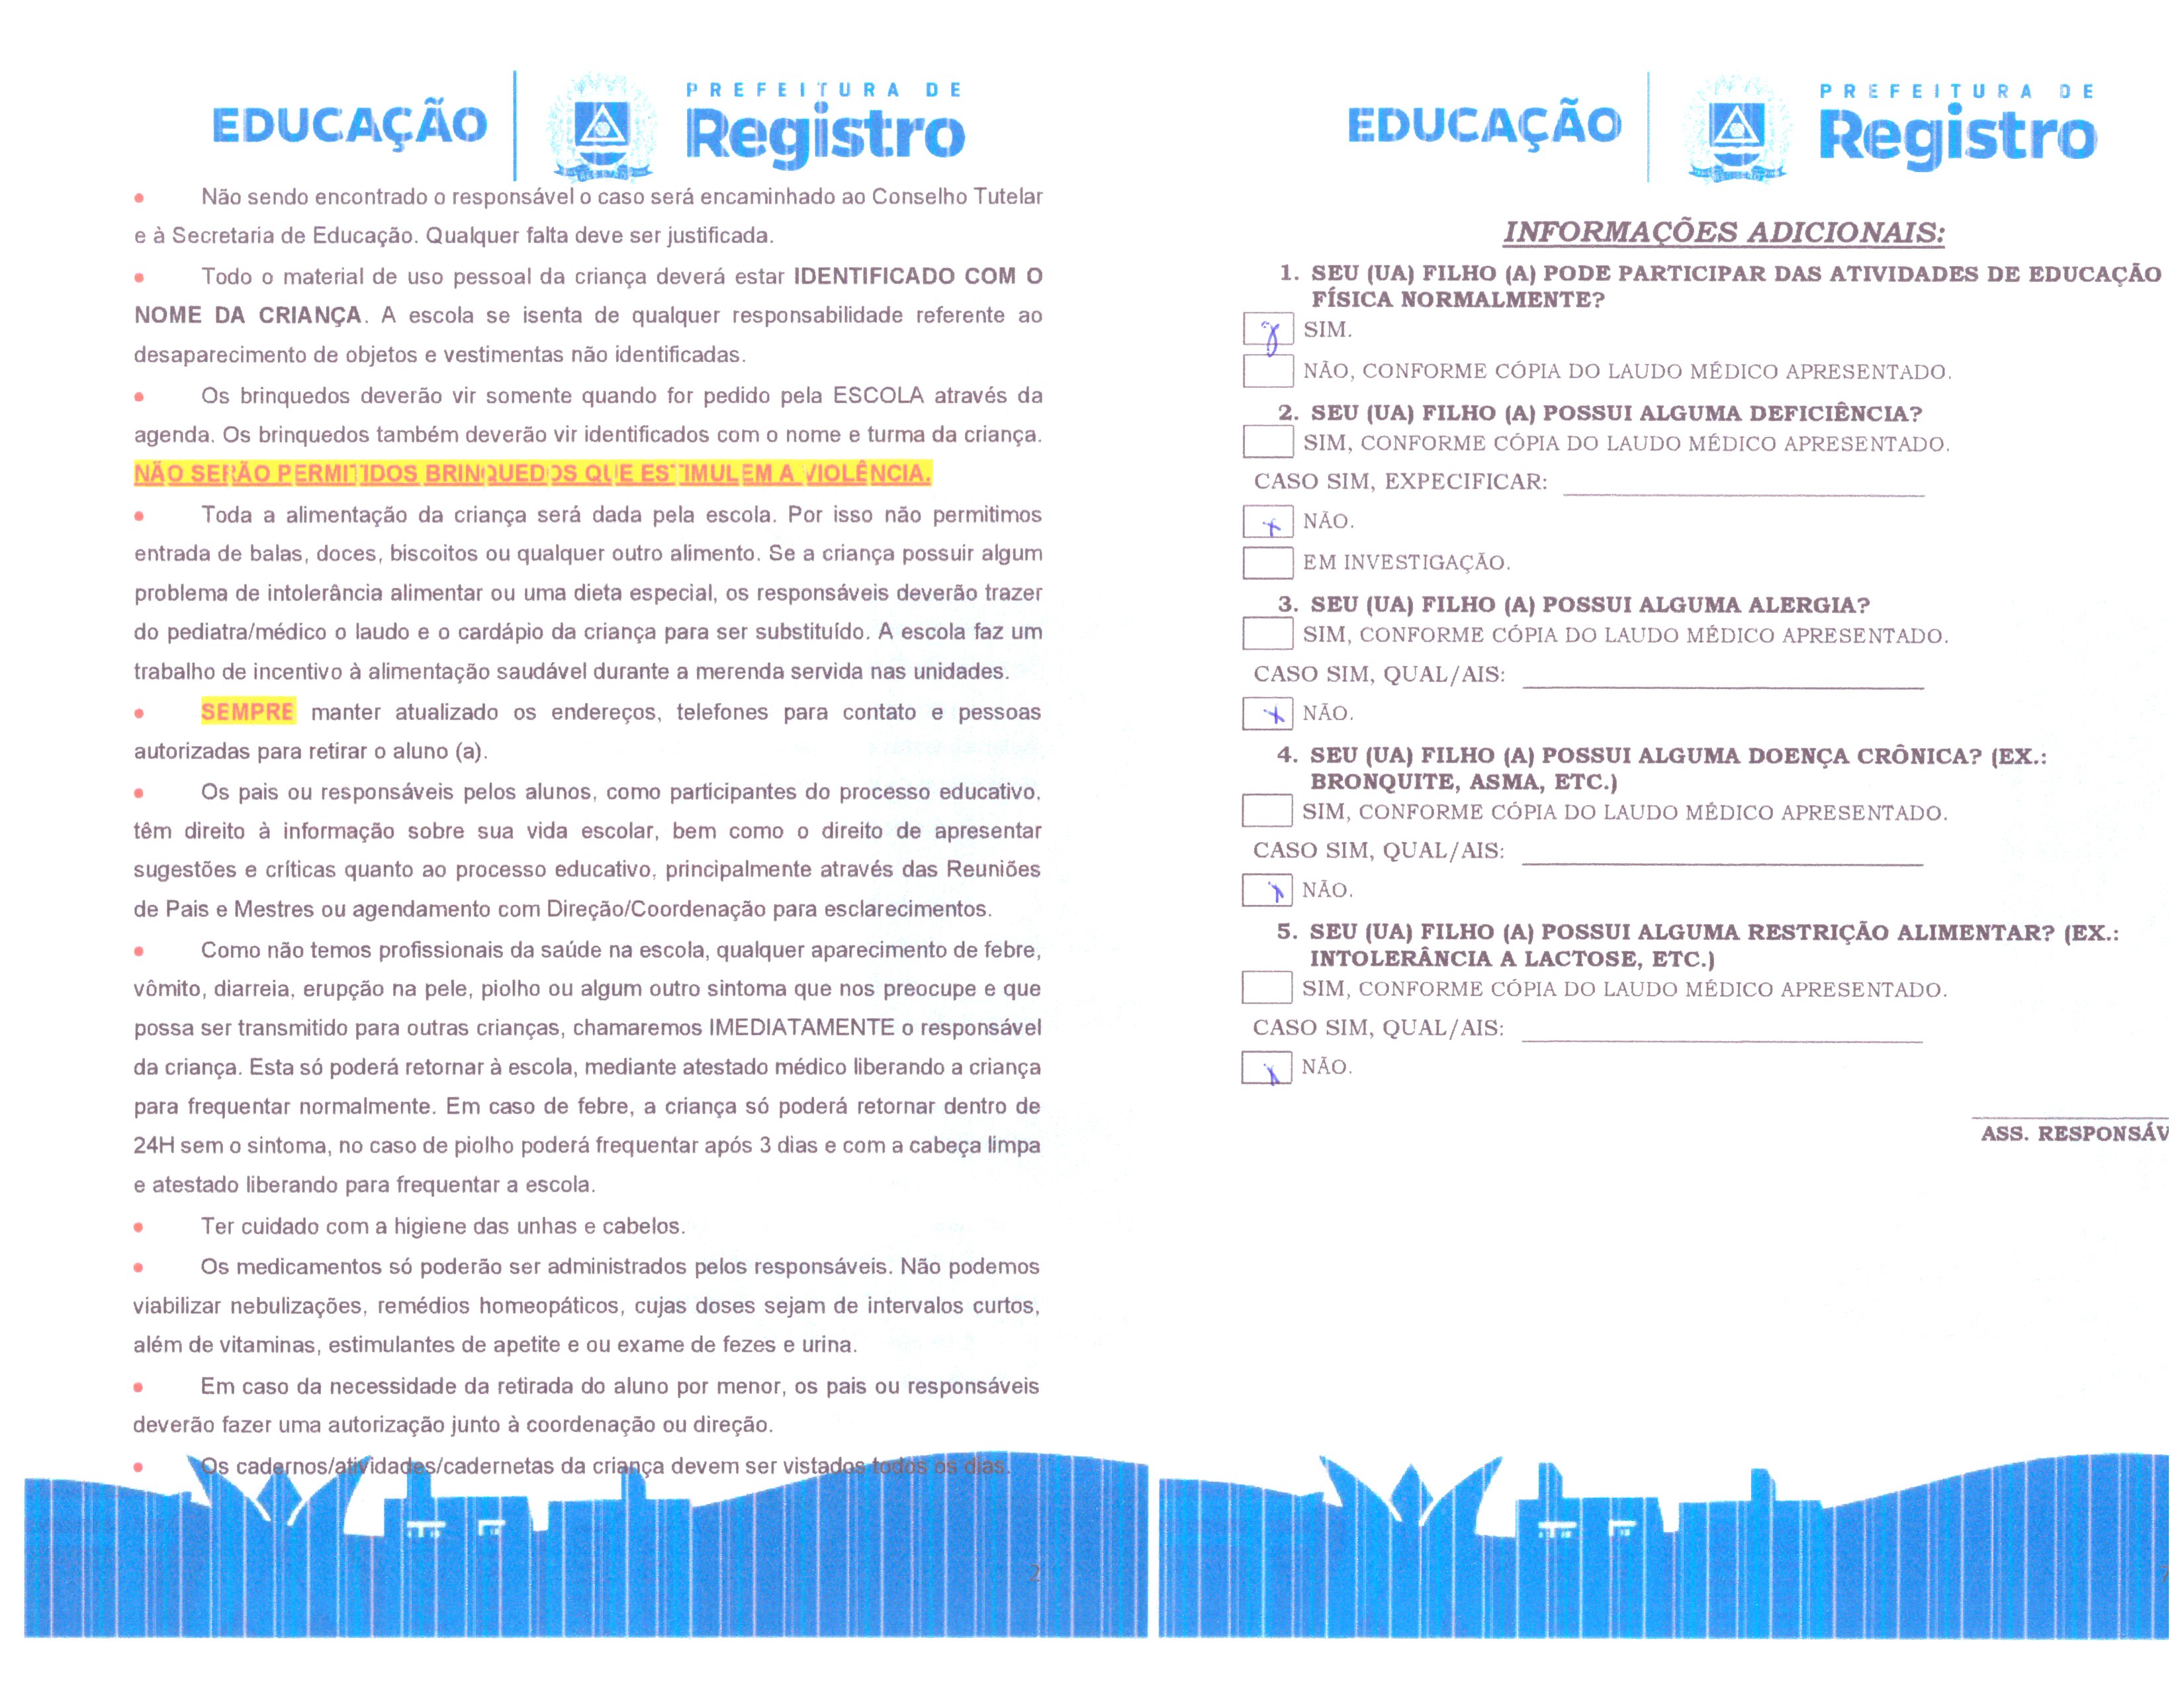 EDUCAÇÃO
PREFEITURA DE
Registro
• Não sendo encontrado o responsável o caso será encaminhado ao Conselho Tutelar
e à Secretaria de Educação. Qualquer falta deve ser justificada.
• Todo o material de uso pessoal da criança deverá estar IDENTIFICADO COM O
NOME DA CRIANÇA. A escola se isenta de qualquer responsabilidade referente ao
desaparecimento de objetos e vestimentas não identificadas.
• Os brinquedos deverão vir somente quando for pedido pela ESCOLA através da
agenda. Os brinquedos também deverão vir identificados com o nome e turma da criança.
NÃO SERÃO PERMITIDOS BRINQUEDOS QUE ESTIMULEM A VIOLÊNCIA.
• Toda a alimentação da criança será dada pela escola. Por isso não permitimos
entrada de balas, doces, biscoitos ou qualquer outro alimento. Se a criança possuir algum
problema de intolerância alimentar ou uma dieta especial, os responsáveis deverão trazer
do pediatra/médico o laudo e o cardápio da criança para ser substituído. A escola faz um
trabalho de incentivo à alimentação saudável durante a merenda servida nas unidades.
• SEMPRE manter atualizado os endereços, telefones para contato e pessoas
autorizadas para retirar o aluno (a).
• Os pais ou responsáveis pelos alunos, como participantes do processo educativo,
têm direito à informação sobre sua vida escolar, bem como o direito de apresentar
sugestões e críticas quanto ao processo educativo, principalmente através das Reuniões
de Pais e Mestres ou agendamento com Direção/Coordenação para esclarecimentos.
• Como não temos profissionais da saúde na escola, qualquer aparecimento de febre,
vômito, diarreia, erupção na pele, piolho ou algum outro sintoma que nos preocupe e que
possa ser transmitido para outras crianças, chamaremos IMEDIATAMENTE o responsável
da criança. Esta só poderá retornar à escola, mediante atestado médico liberando a criança
para frequentar normalmente. Em caso de febre, a criança só poderá retornar dentro de
24H sem o sintoma, no caso de piolho poderá frequentar após 3 dias e com a cabeça limpa
e atestado liberando para frequentar a escola.
• Ter cuidado com a higiene das unhas e cabelos.
• Os medicamentos só poderão ser administrados pelos responsáveis. Não podemos
viabilizar nebulizações, remédios homeopáticos, cujas doses sejam de intervalos curtos,
além de vitaminas, estimulantes de apetite e ou exame de fezes e urina.
• Em caso da necessidade da retirada do aluno por menor, os pais ou responsáveis
deverão fazer uma autorização junto à coordenação ou direção.
• Os cadernos/atividades/cadernetas da criança devem ser vistados todos os dias.
2
EDUCAÇÃO
PREFEITURA DE
Registro
INFORMAÇÕES ADICIONAIS:
1. SEU (UA) FILHO (A) PODE PARTICIPAR DAS ATIVIDADES DE EDUCAÇÃO
FÍSICA NORMALMENTE?
x SIM.
NÃO, CONFORME CÓPIA DO LAUDO MÉDICO APRESENTADO.
2. SEU (UA) FILHO (A) POSSUI ALGUMA DEFICIÊNCIA?
SIM, CONFORME CÓPIA DO LAUDO MÉDICO APRESENTADO.
CASO SIM, EXPECIFICAR:
x NÃO.
EM INVESTIGAÇÃO.
3. SEU (UA) FILHO (A) POSSUI ALGUMA ALERGIA?
SIM, CONFORME CÓPIA DO LAUDO MÉDICO APRESENTADO.
CASO SIM, QUAL/AIS:
x NÃO.
4. SEU (UA) FILHO (A) POSSUI ALGUMA DOENÇA CRÔNICA? (EX.:
BRONQUITE, ASMA, ETC.)
SIM, CONFORME CÓPIA DO LAUDO MÉDICO APRESENTADO.
CASO SIM, QUAL/AIS:
x NÃO.
5. SEU (UA) FILHO (A) POSSUI ALGUMA RESTRIÇÃO ALIMENTAR? (EX.:
INTOLERÂNCIA A LACTOSE, ETC.)
SIM, CONFORME CÓPIA DO LAUDO MÉDICO APRESENTADO.
CASO SIM, QUAL/AIS:
x NÃO.
ASS. RESPONSÁV